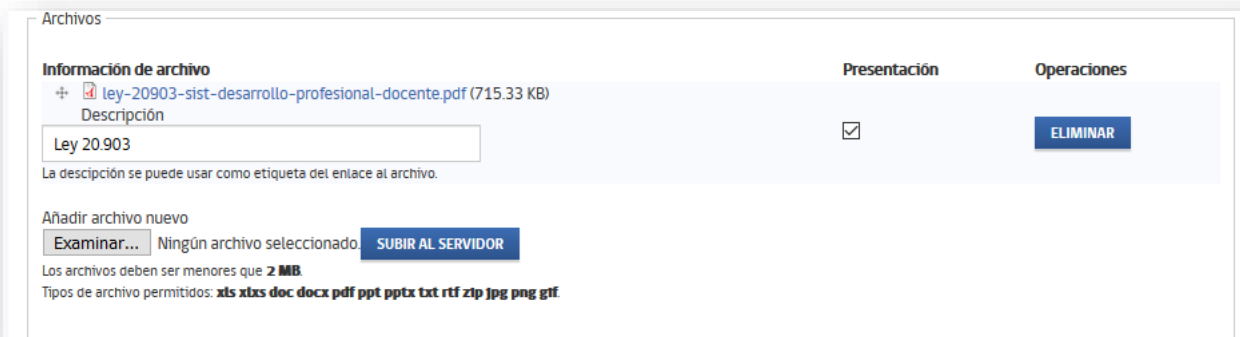 Archivos
Información de archivo Presentación Operaciones
ley-20903-sist-desarrollo-profesional-docente.pdf (715.33 KB)
Descripción
Ley 20.903
ELIMINAR
La descipción se puede usar como etiqueta del enlace al archivo.
Añadir archivo nuevo
Examinar... Ningún archivo seleccionado. SUBIR AL SERVIDOR
Los archivos deben ser menores que 2 MB.
Tipos de archivo permitidos: xls xlxs doc docx pdf ppt pptx txt rtf zip jpg png gif.